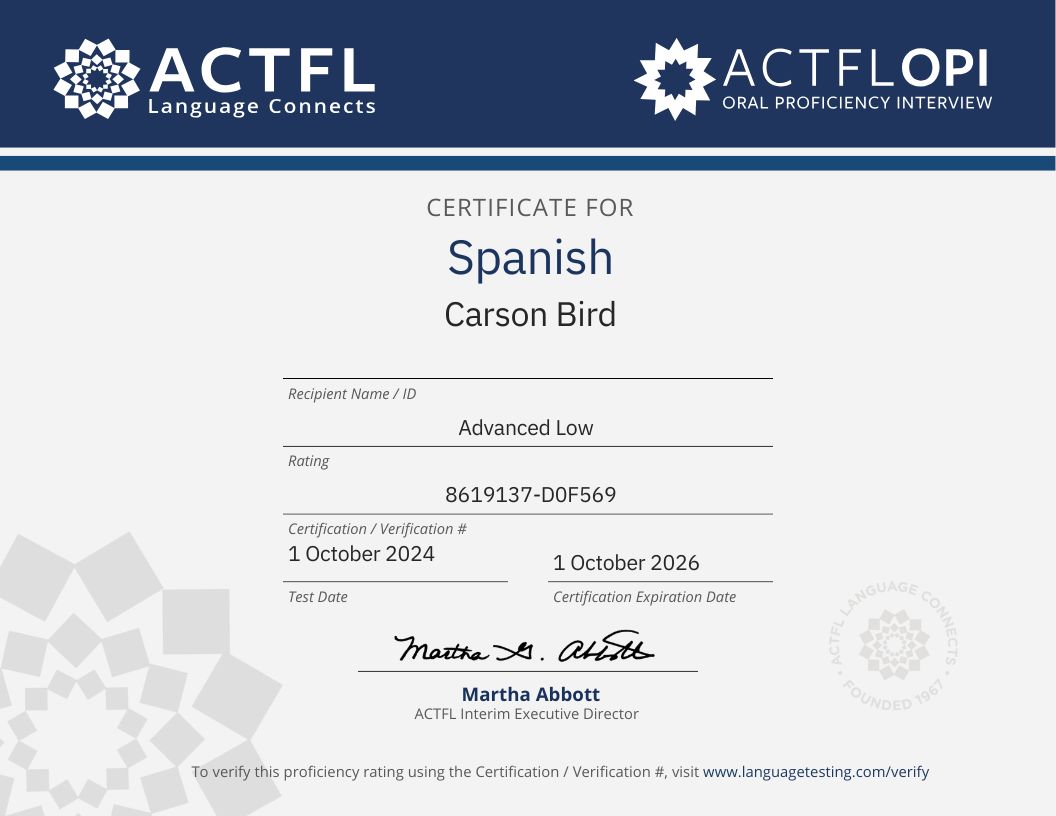 ACTFL
Language Connects
ACTFLOPI
ORAL PROFICIENCY INTERVIEW
CERTIFICATE FOR
Spanish
Carson Bird
Recipient Name / ID
Advanced Low
Rating
8619137-D0F569
Certification / Verification #
1 October 2024
1 October 2026
Test Date
Certification Expiration Date
Martha G. Abbott
ACTFL LANGUAGE CONNECTS • FOUNDED 1967 •
Martha Abbott
ACTFL Interim Executive Director
To verify this proficiency rating using the Certification / Verification #, visit www.languagetesting.com/verify